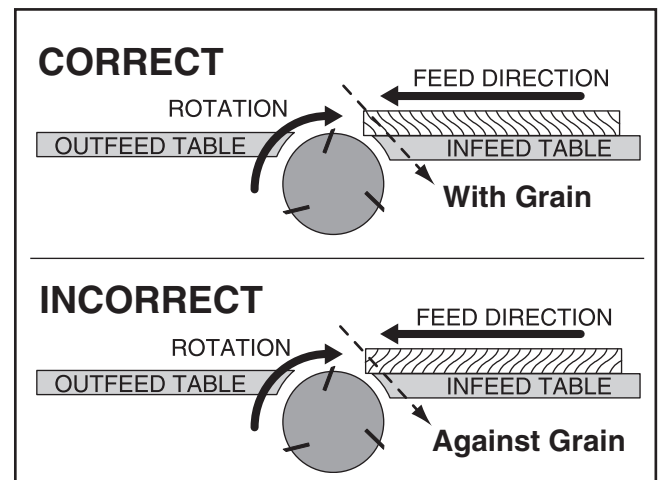 CORRECT
FEED DIRECTION
ROTATION
OUTFEED TABLE
INFEED TABLE
With Grain
INCORRECT
FEED DIRECTION
ROTATION
OUTFEED TABLE
INFEED TABLE
Against Grain